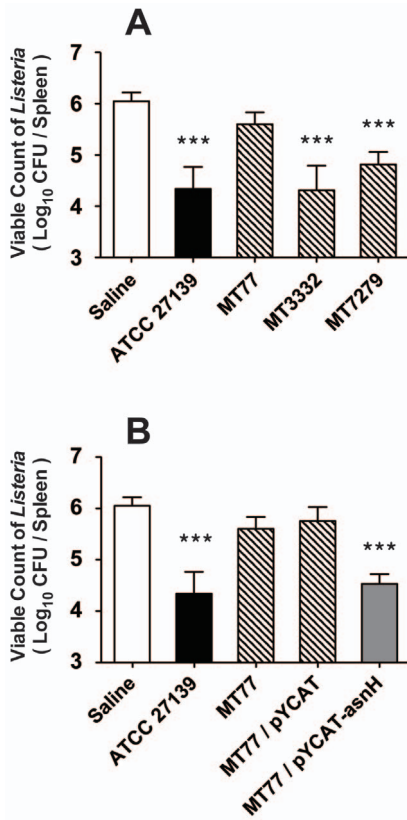 A
Viable Count of Listeria
( Log10 CFU / Spleen )
7
6
5
4
3
***
***
***
Saline
ATCC 27139
MT77
MT3332
MT7279
B
Viable Count of Listeria
( Log10 CFU / Spleen )
7
6
5
4
3
***
***
Saline
ATCC 27139
MT77
MT77 / pYCAT
MT77 / pYCAT-asnH